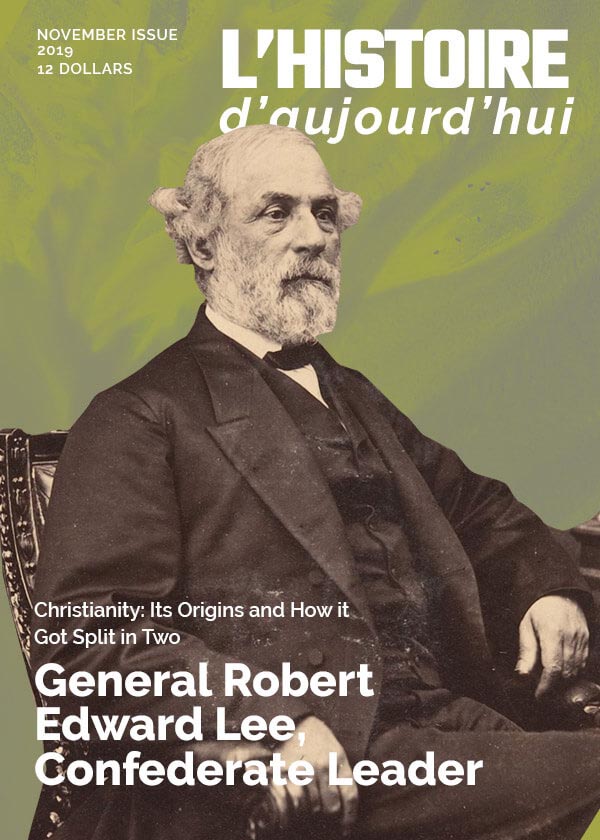 NOVEMBER ISSUE
2019
12 DOLLARS
L'HISTOIRE
d'aujourd'hui
Christianity: Its Origins and How it
Got Split in Two
General Robert
Edward Lee,
Confederate Leader